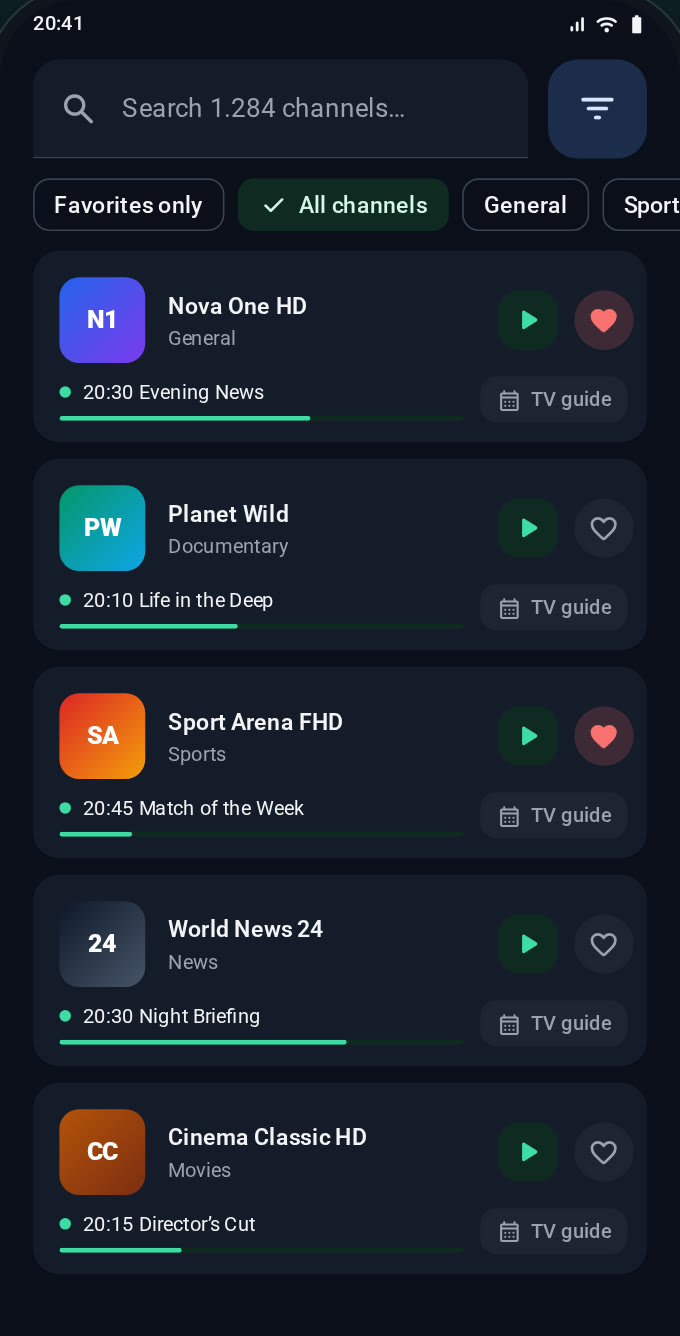 20:41
Search 1.284 channels...
Favorites only
All channels
General
Sport
N1
Nova One HD
General
20:30 Evening News
TV guide
PW
Planet Wild
Documentary
20:10 Life in the Deep
TV guide
SA
Sport Arena FHD
Sports
20:45 Match of the Week
TV guide
24
World News 24
News
20:30 Night Briefing
TV guide
CC
Cinema Classic HD
Movies
20:15 Director’s Cut
TV guide